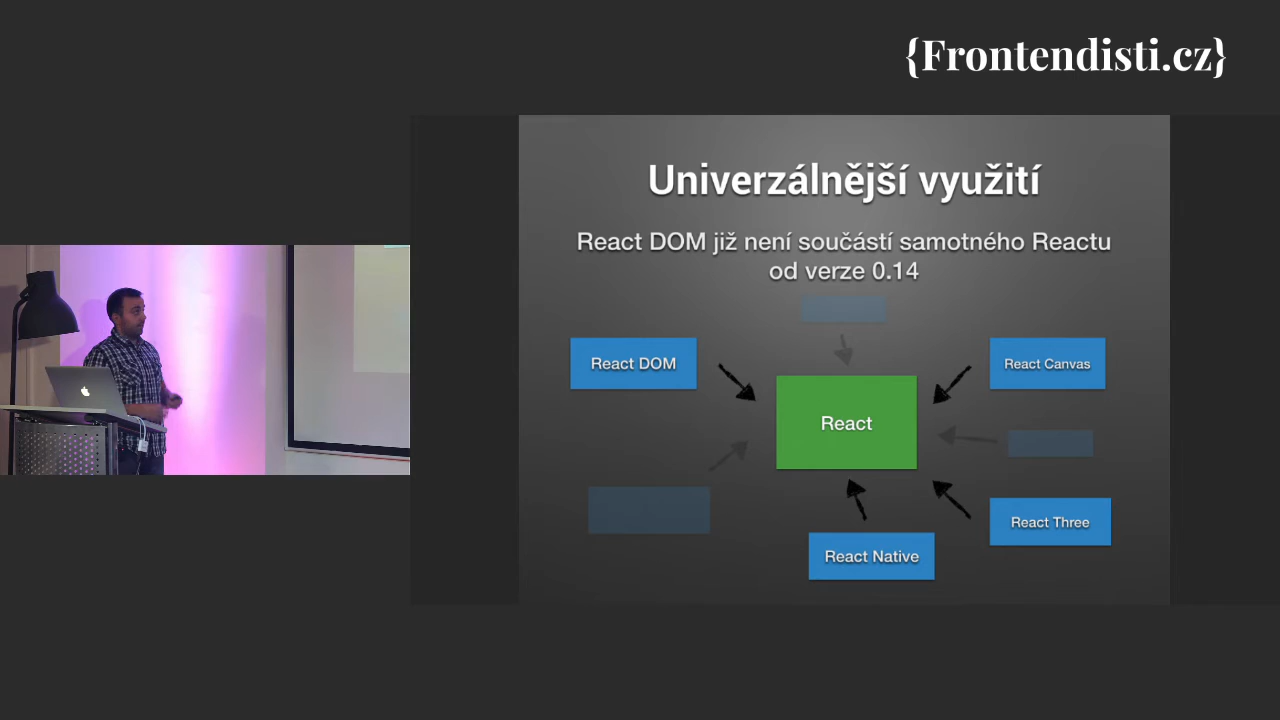 {Frontendisti.cz}
Univerzálnější využití
React DOM již není součástí samotného Reactu
od verze 0.14
React DOM
React Canvas
React
React Three
React Native